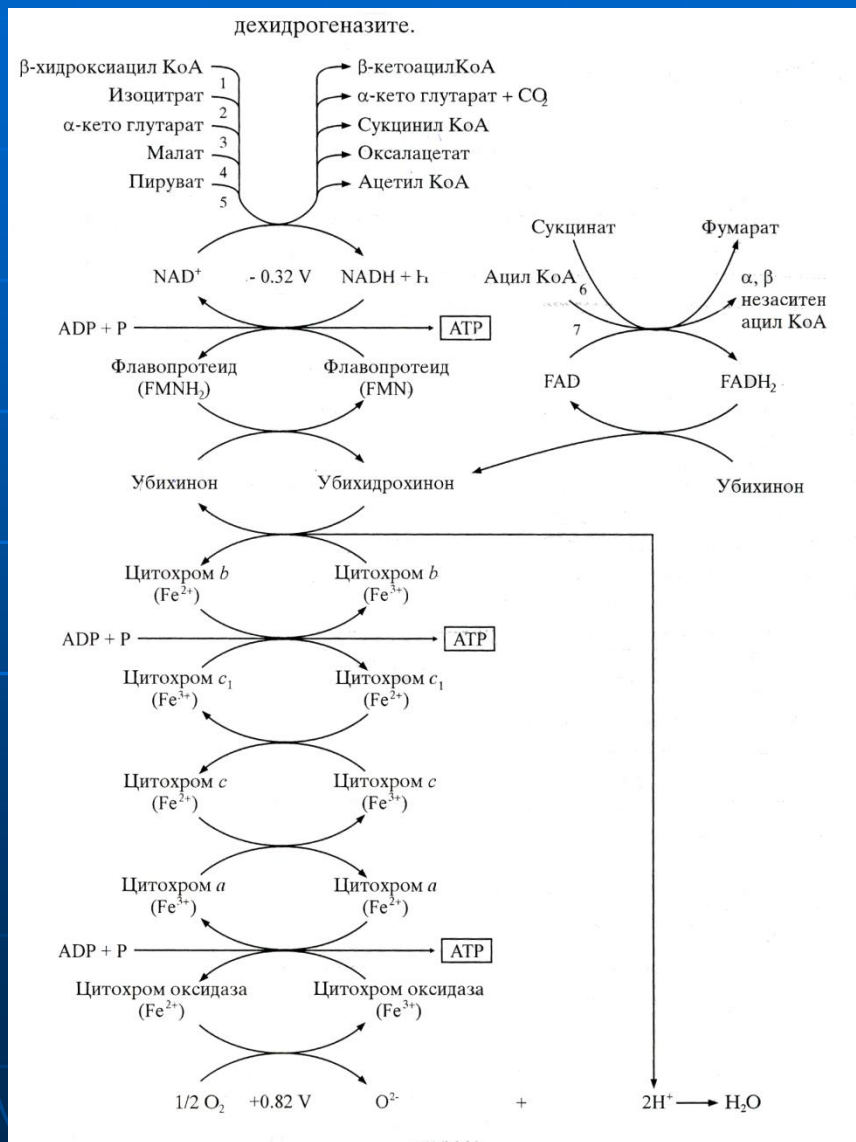 дехидрогеназите.
β-хидроксиацил КоА 1 β-кетоацилКоА
Изоцитрат 2 α-кето глутарат + CO₂
α-кето глутарат 3 Сукцинил КоА
Малат 4 Оксалацетат
Пируват 5 Ацетил КоА
Сукцинат Фумарат
NAD⁺ - 0.32 V NADH +
Ацил КоА 6 α, β
незаситен
ацил КоА
7
ADP + P ATP
Флавопротеид Флавопротеид
(FMNH₂) (FMN)
FAD FADH₂
Убихинон Убихидрохинон Убихинон
Цитохром b Цитохром b
(Fe²⁺) (Fe³⁺)
ADP + P ATP
Цитохром c₁ Цитохром c₁
(Fe³⁺) (Fe²⁺)
Цитохром c Цитохром c
(Fe²⁺) (Fe³⁺)
Цитохром a Цитохром a
(Fe³⁺) (Fe²⁺)
ADP + P ATP
Цитохром оксидаза Цитохром оксидаза
(Fe²⁺) (Fe³⁺)
1/2 O₂ +0.82 V O²⁻ + 2H⁺ H₂O